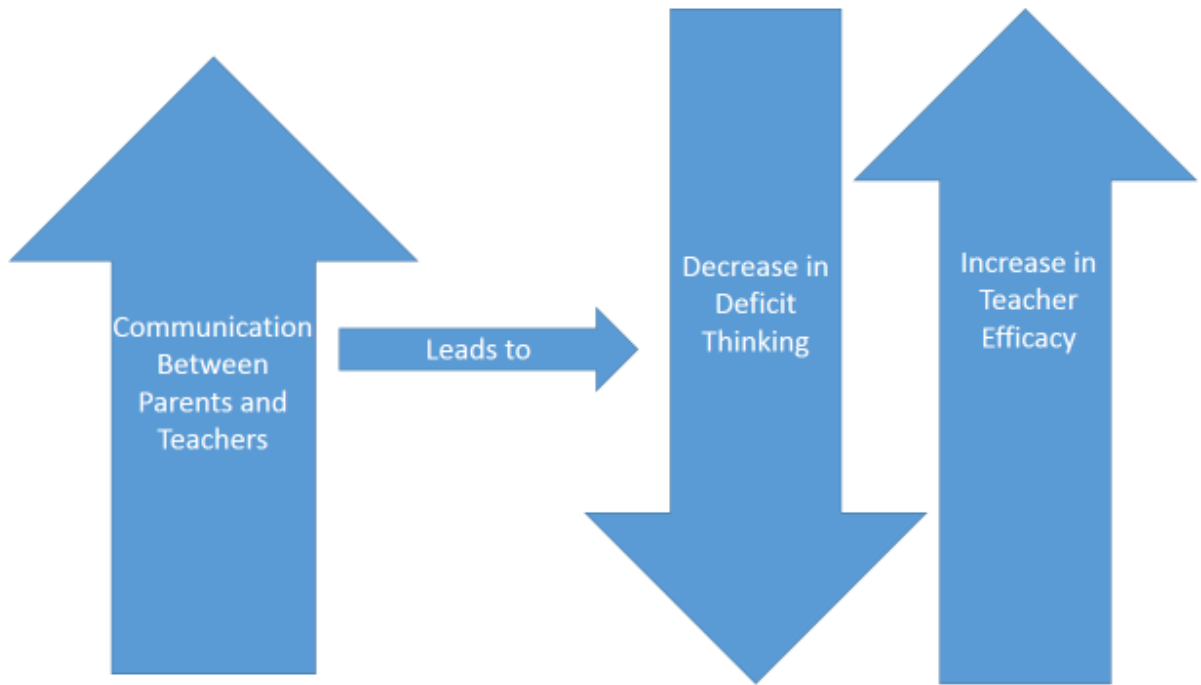 Communication
Between
Parents and
Teachers
Leads to
Decrease in
Deficit
Thinking
Increase in
Teacher
Efficacy